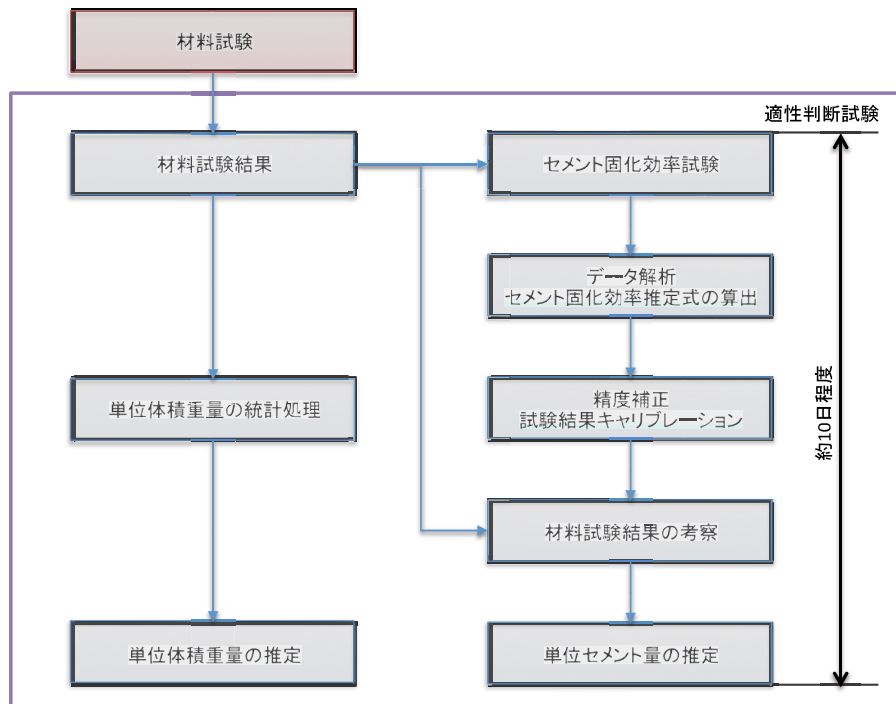 材料試験
適性判断試験
材料試験結果
セメント固化効率試験
データ解析
セメント固化効率推定式の算出
単位体積重量の統計処理
精度補正
試験結果キャリブレーション
約10日程度
材料試験結果の考察
単位体積重量の推定
単位セメント量の推定